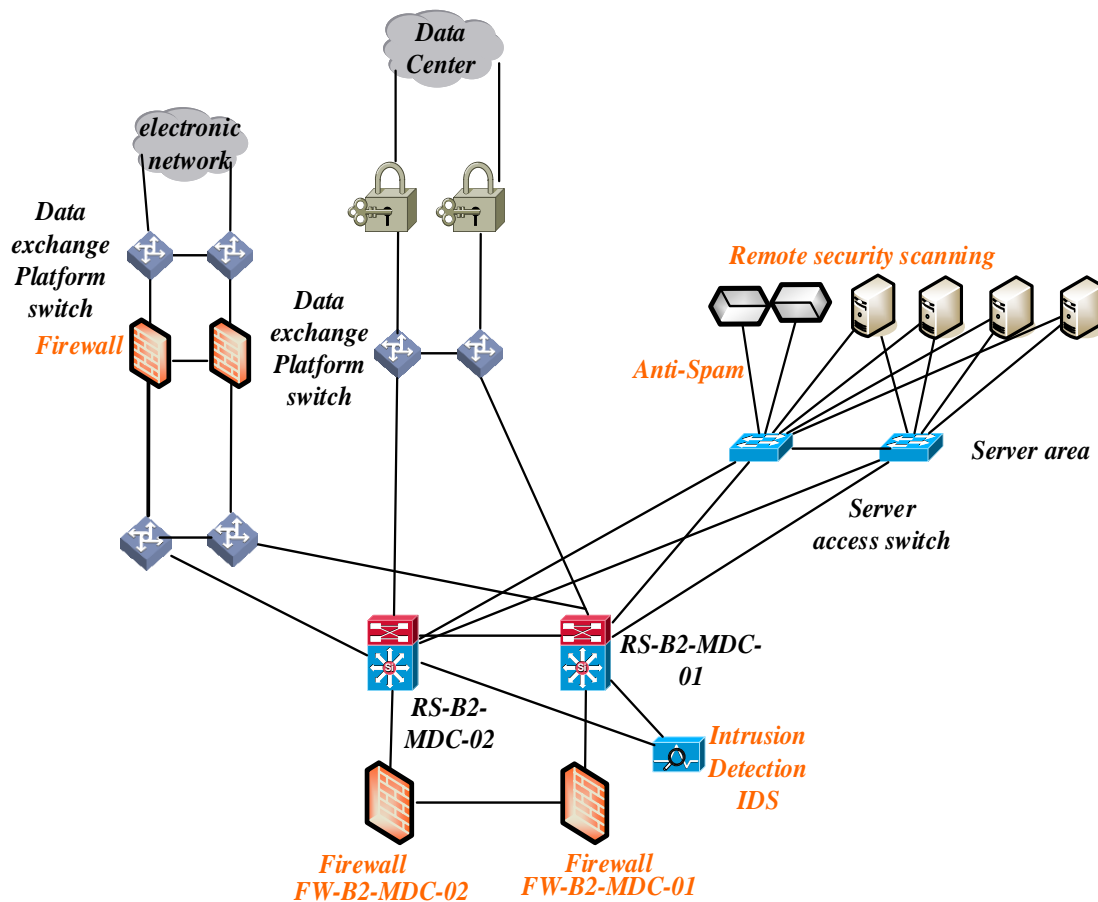 Data
Center
electronic
network
Data
exchange
Platform
switch
Firewall
Data
exchange
Platform
switch
Remote security scanning
Anti-Spam
Server area
Server
access switch
RS-B2-MDC-
01
RS-B2-
MDC-02
Si
Si
Intrusion
Detection
IDS
Firewall
FW-B2-MDC-02
Firewall
FW-B2-MDC-01